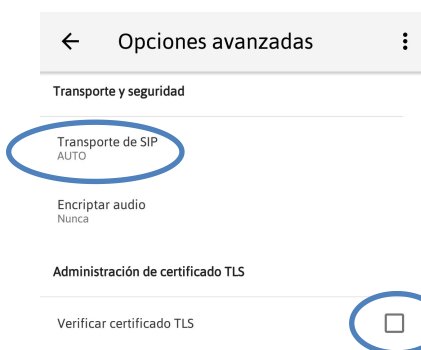 Opciones avanzadas
Transporte y seguridad
Transporte de SIP
AUTO
Encriptar audio
Nunca
Administración de certificado TLS
Verificar certificado TLS